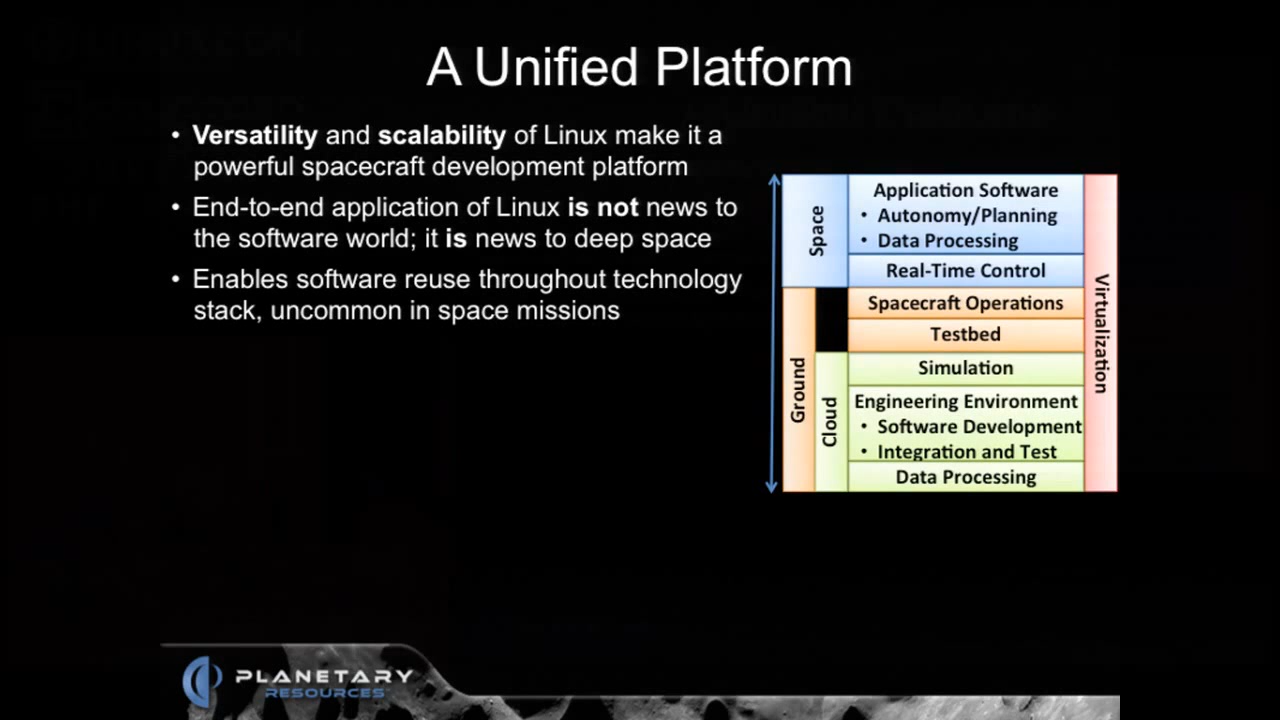 A Unified Platform
• Versatility and scalability of Linux make it a
powerful spacecraft development platform
• End-to-end application of Linux is not news to
the software world; it is news to deep space
• Enables software reuse throughout technology
stack, uncommon in space missions
Space
Application Software
• Autonomy/Planning
• Data Processing
Real-Time Control
Ground
Spacecraft Operations
Testbed
Cloud
Simulation
Engineering Environment
• Software Development
• Integration and Test
Data Processing
Virtualization
PLANETARY
RESOURCES